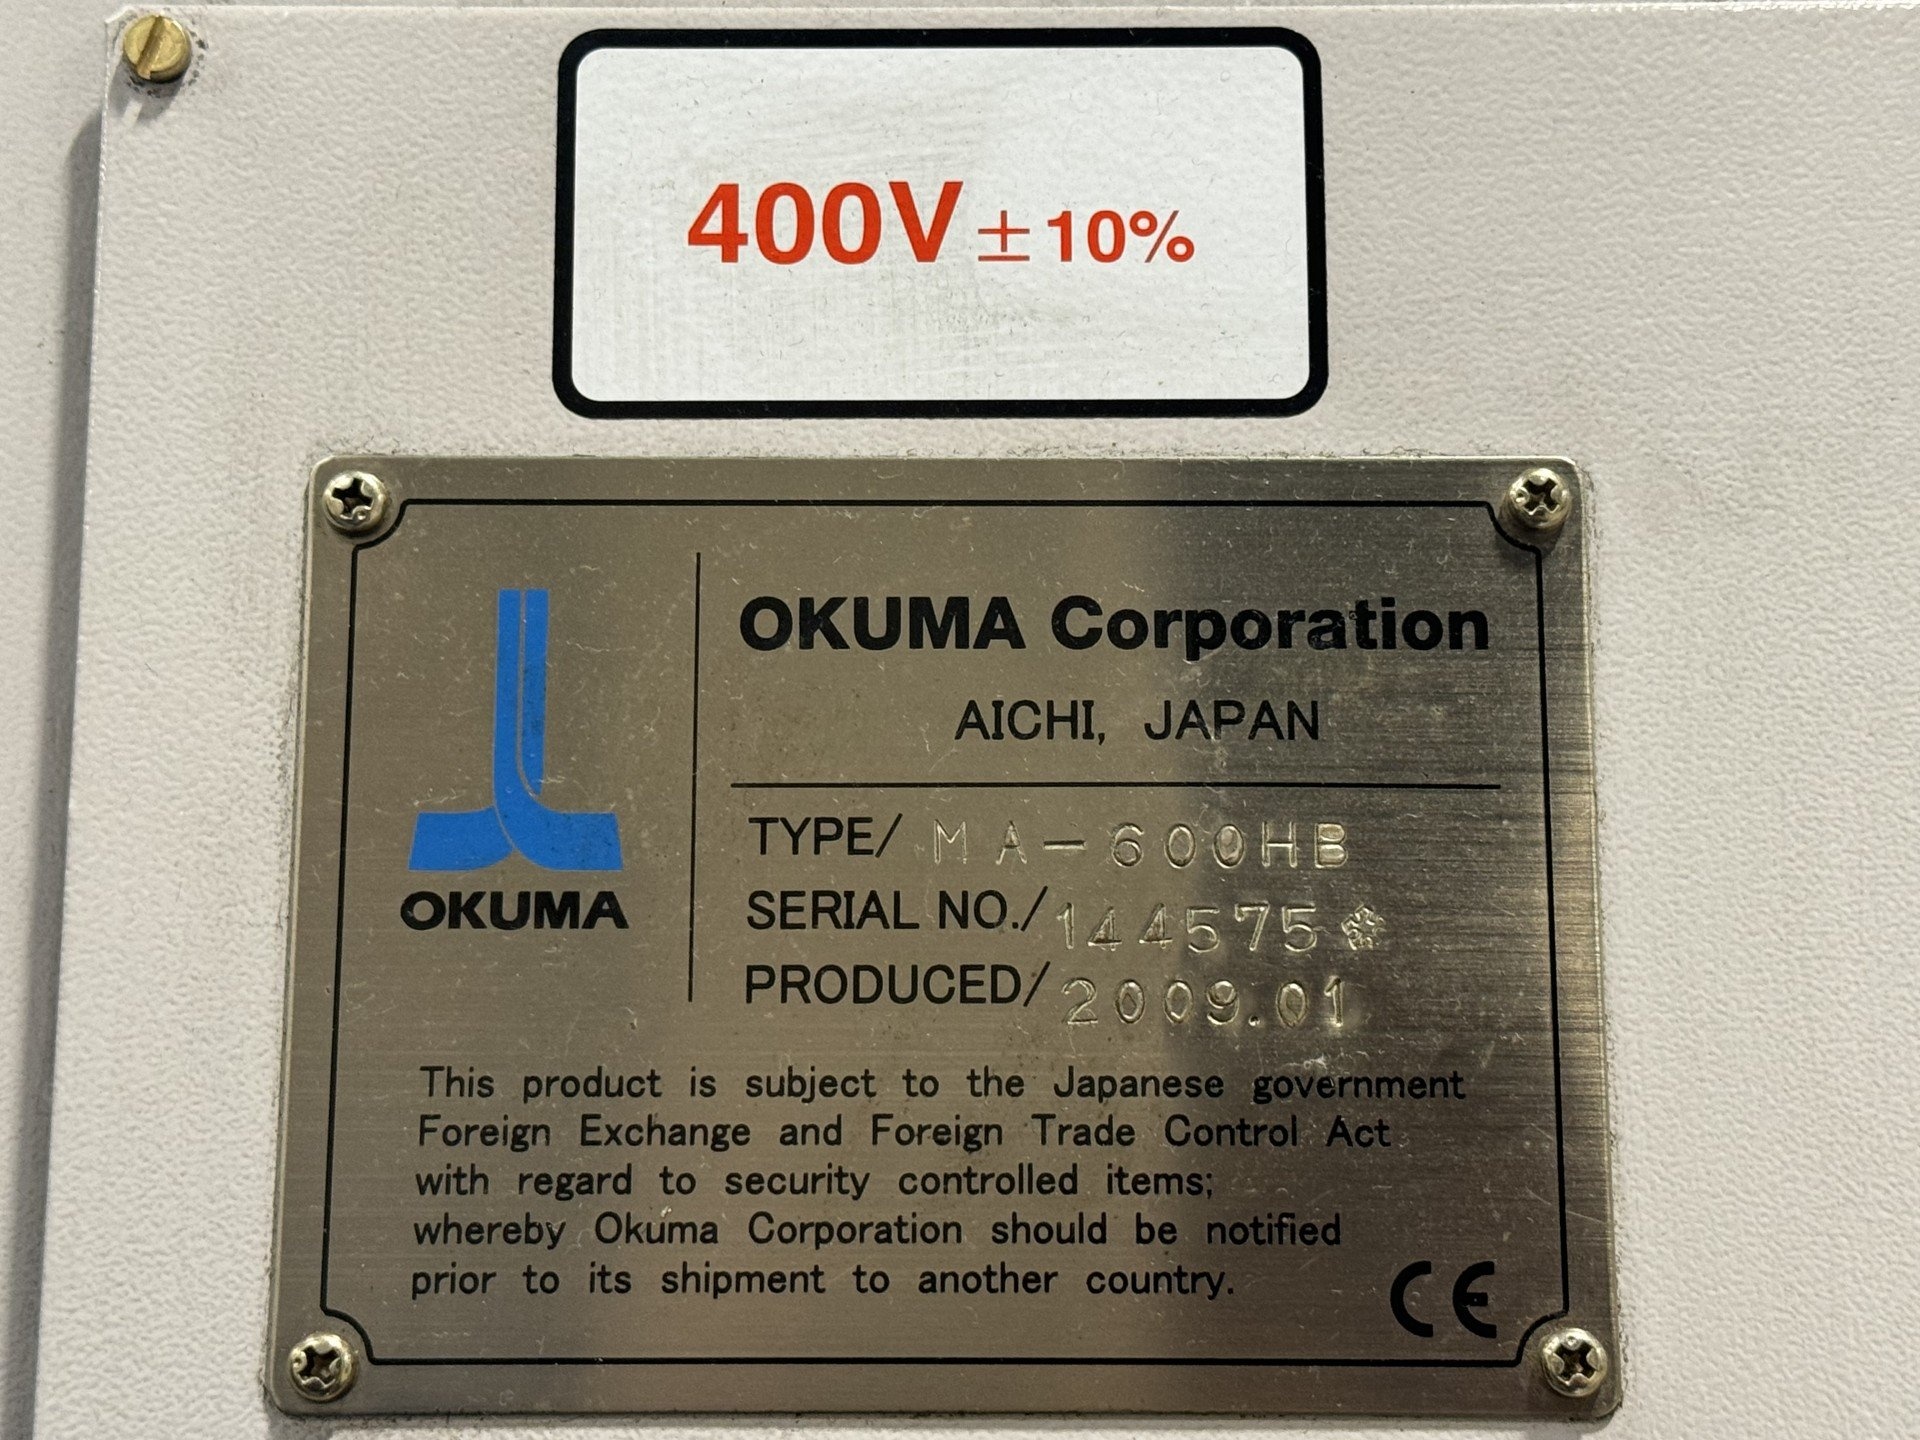 400V ± 10%
OKUMA Corporation
AICHI, JAPAN
TYPE/ MA-600HB
SERIAL NO./ 144575*
PRODUCED/ 2009.01
OKUMA
This product is subject to the Japanese government
Foreign Exchange and Foreign Trade Control Act
with regard to security controlled items;
whereby Okuma Corporation should be notified
prior to its shipment to another country.
CE